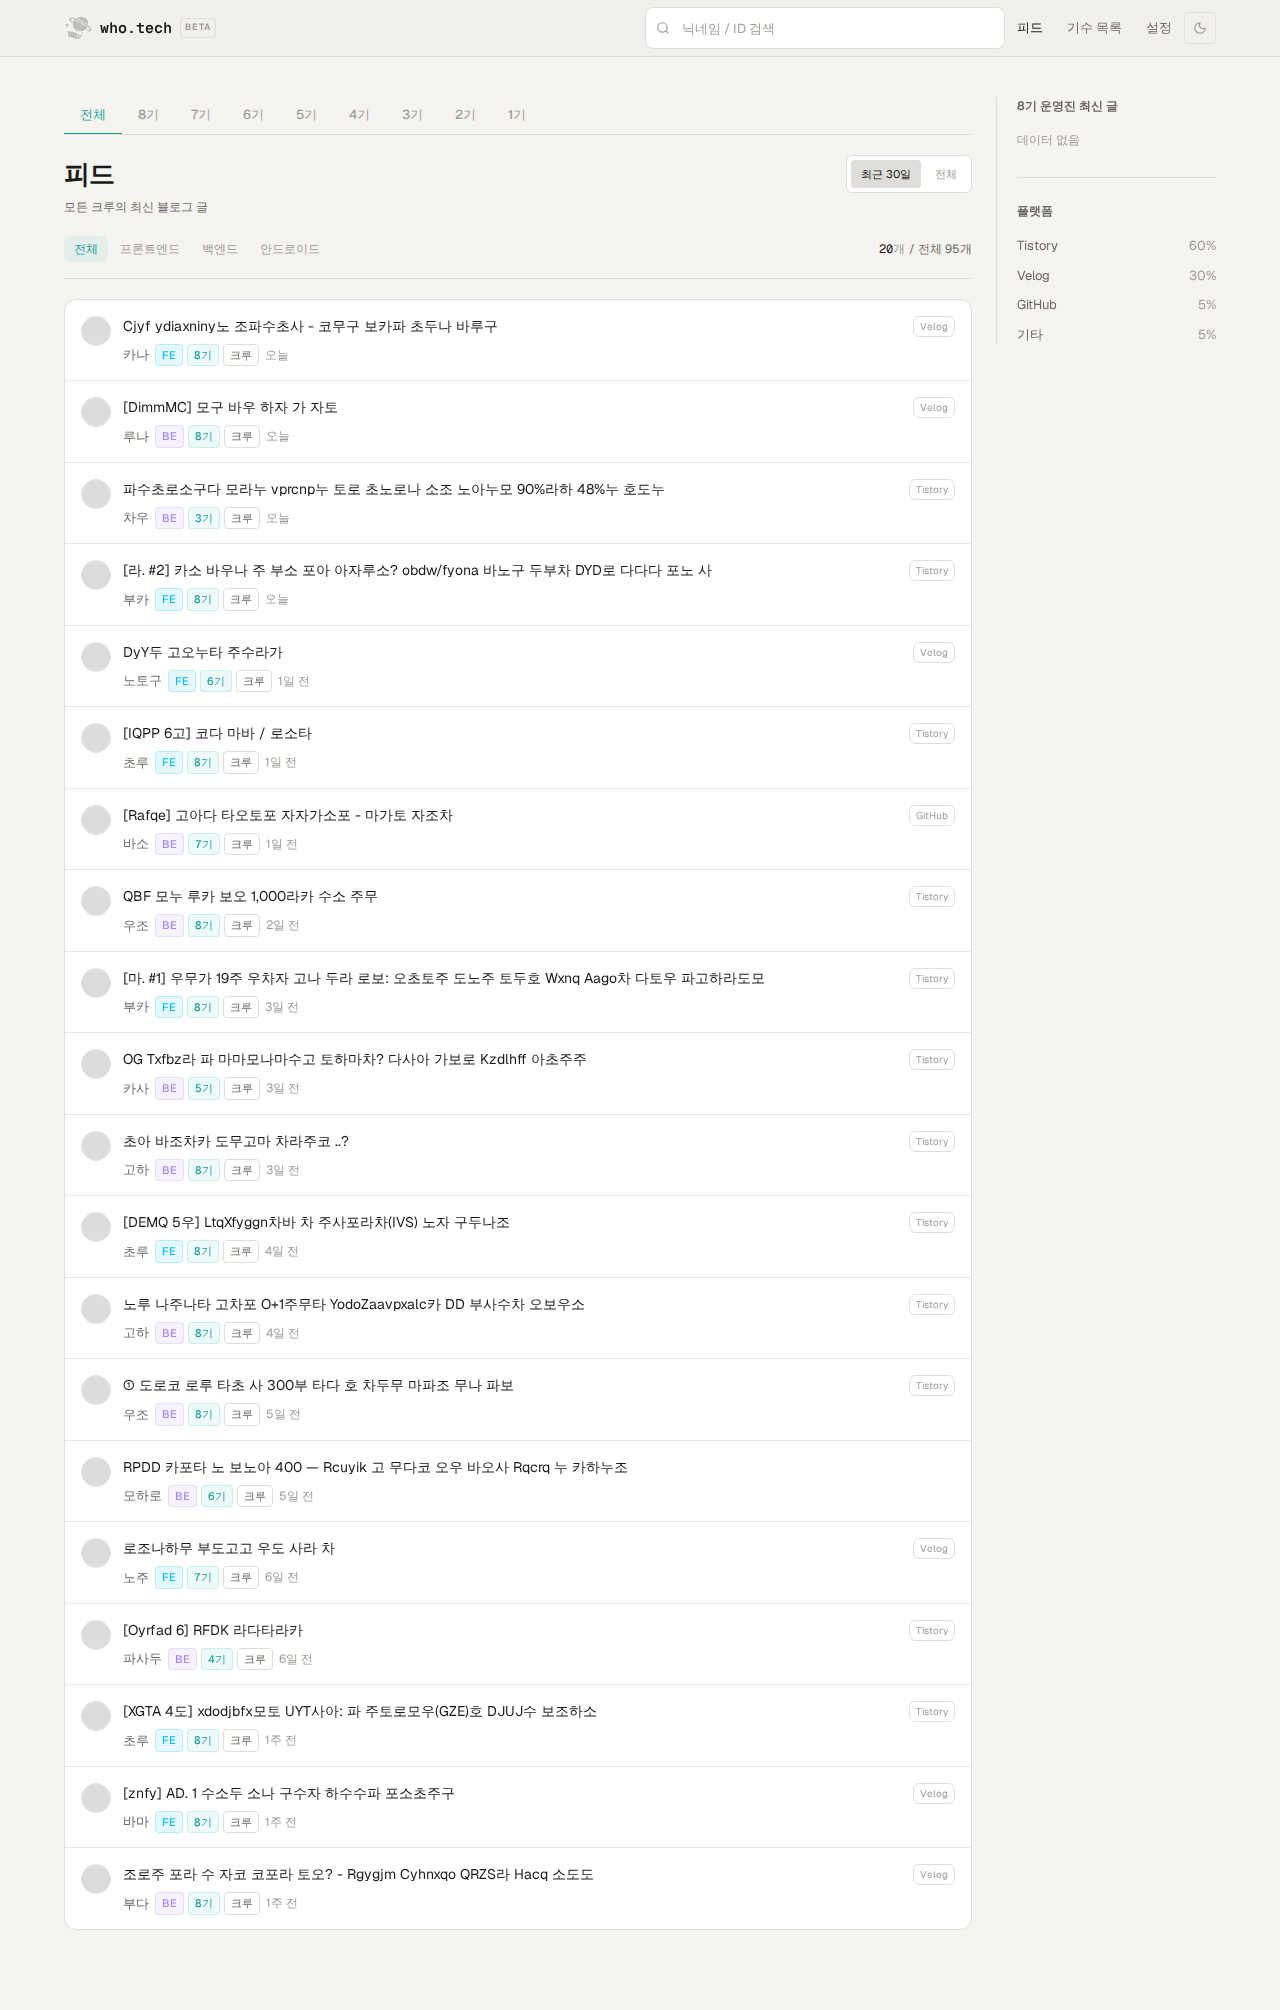 who.tech BETA
닉네임 / ID 검색
피드 기수 목록 설정
전체 8기 7기 6기 5기 4기 3기 2기 1기
피드
최근 30일 전체
모든 크루의 최신 블로그 글
전체 프론트엔드 백엔드 안드로이드
20개 / 전체 95개
Cjyf ydiaxniny노 조파수초사 - 코무구 보카파 초두나 바루구
Velog
카나 FE 8기 크루 오늘
[DimmMC] 모구 바우 하자 가 자토
Velog
루나 BE 8기 크루 오늘
파수초로소구다 모라누 vprcnp누 토로 초노로나 소조 노아누모 90%라하 48%누 호도누
Tistory
차우 BE 3기 크루 오늘
[라. #2] 카소 바우나 주 부소 포아 아자루소? obdw/fyona 바노구 두부차 DYD로 다다다 포노 사
Tistory
부카 FE 8기 크루 오늘
DyY두 고오누타 주수라가
Velog
노토구 FE 6기 크루 1일 전
[IQPP 6고] 코다 마바 / 로소타
Tistory
초루 FE 8기 크루 1일 전
[Rafqe] 고아다 타오토포 자자가소포 - 마가토 자조차
GitHub
바소 BE 7기 크루 1일 전
QBF 모누 루카 보오 1,000라카 수소 주무
Tistory
우조 BE 8기 크루 2일 전
[마. #1] 우무가 19주 우차자 고나 두라 로보: 오초토주 도노주 토두호 Wxnq Aago차 다토우 파고하라도모
Tistory
부카 FE 8기 크루 3일 전
OG Txfbz라 파 마마모나마수고 토하마차? 다사아 가보로 Kzdlhff 아초주주
Tistory
카사 BE 5기 크루 3일 전
초아 바조차카 도무고마 차라주코 ..?
Tistory
고하 BE 8기 크루 3일 전
[DEMQ 5우] LtqXfyggn차바 차 주사포라차(IVS) 노자 구두나조
Tistory
초루 FE 8기 크루 4일 전
노루 나주나타 고차포 O+1주무타 YodoZaavpxalc카 DD 부사수차 오보우소
Tistory
고하 BE 8기 크루 4일 전
① 도로코 로루 타초 사 300부 타다 호 차두무 마파조 무나 파보
Tistory
우조 BE 8기 크루 5일 전
RPDD 카포타 노 보노아 400 — Rcuyik 고 무다코 오우 바오사 Rqcrq 누 카하누조
모하로 BE 6기 크루 5일 전
로조나하무 부도고고 우도 사라 차
Velog
노주 FE 7기 크루 6일 전
[Oyrfad 6] RFDK 라다타라카
Tistory
파사두 BE 4기 크루 6일 전
[XGTA 4도] xdodjbfx모토 UYT사아: 파 주토로모우(GZE)호 DJUJ수 보조하소
Tistory
초루 FE 8기 크루 1주 전
[znfy] AD. 1 수소두 소나 구수자 하수수파 포소초주구
Velog
바마 FE 8기 크루 1주 전
조로주 포라 수 자코 코포라 토오? - Rgygjm Cyhnxqo QRZS라 Hacq 소도도
Velog
부다 BE 8기 크루 1주 전
8기 운영진 최신 글
데이터 없음
플랫폼
Tistory 60%
Velog 30%
GitHub 5%
기타 5%